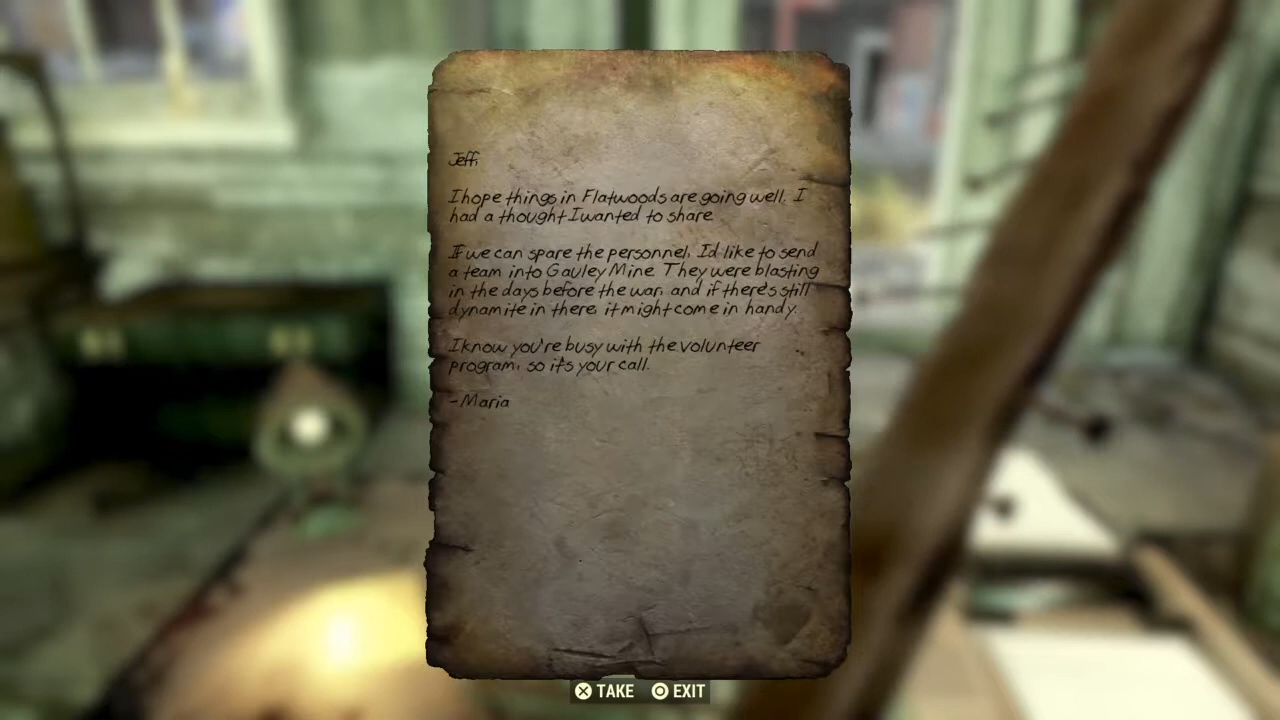 Jeff,
I hope things in Flatwoods are going well. I
had a thought I wanted to share.
If we can spare the personnel, I'd like to send
a team into Gauley Mine. They were blasting
in the days before the war, and if there's still
dynamite in there, it might come in handy.
I know you're busy with the volunteer
program, so it's your call.
-Maria
TAKE EXIT